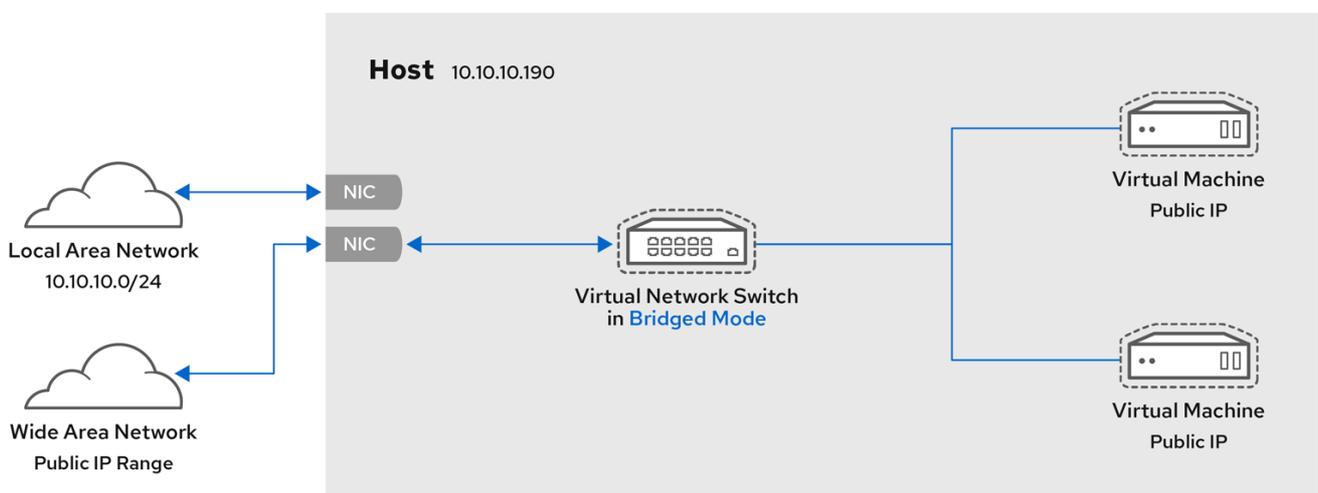 Host 10.10.10.190
NIC
NIC
Local Area Network
10.10.10.0/24
Wide Area Network
Public IP Range
Virtual Network Switch
in Bridged Mode
Virtual Machine
Public IP
Virtual Machine
Public IP